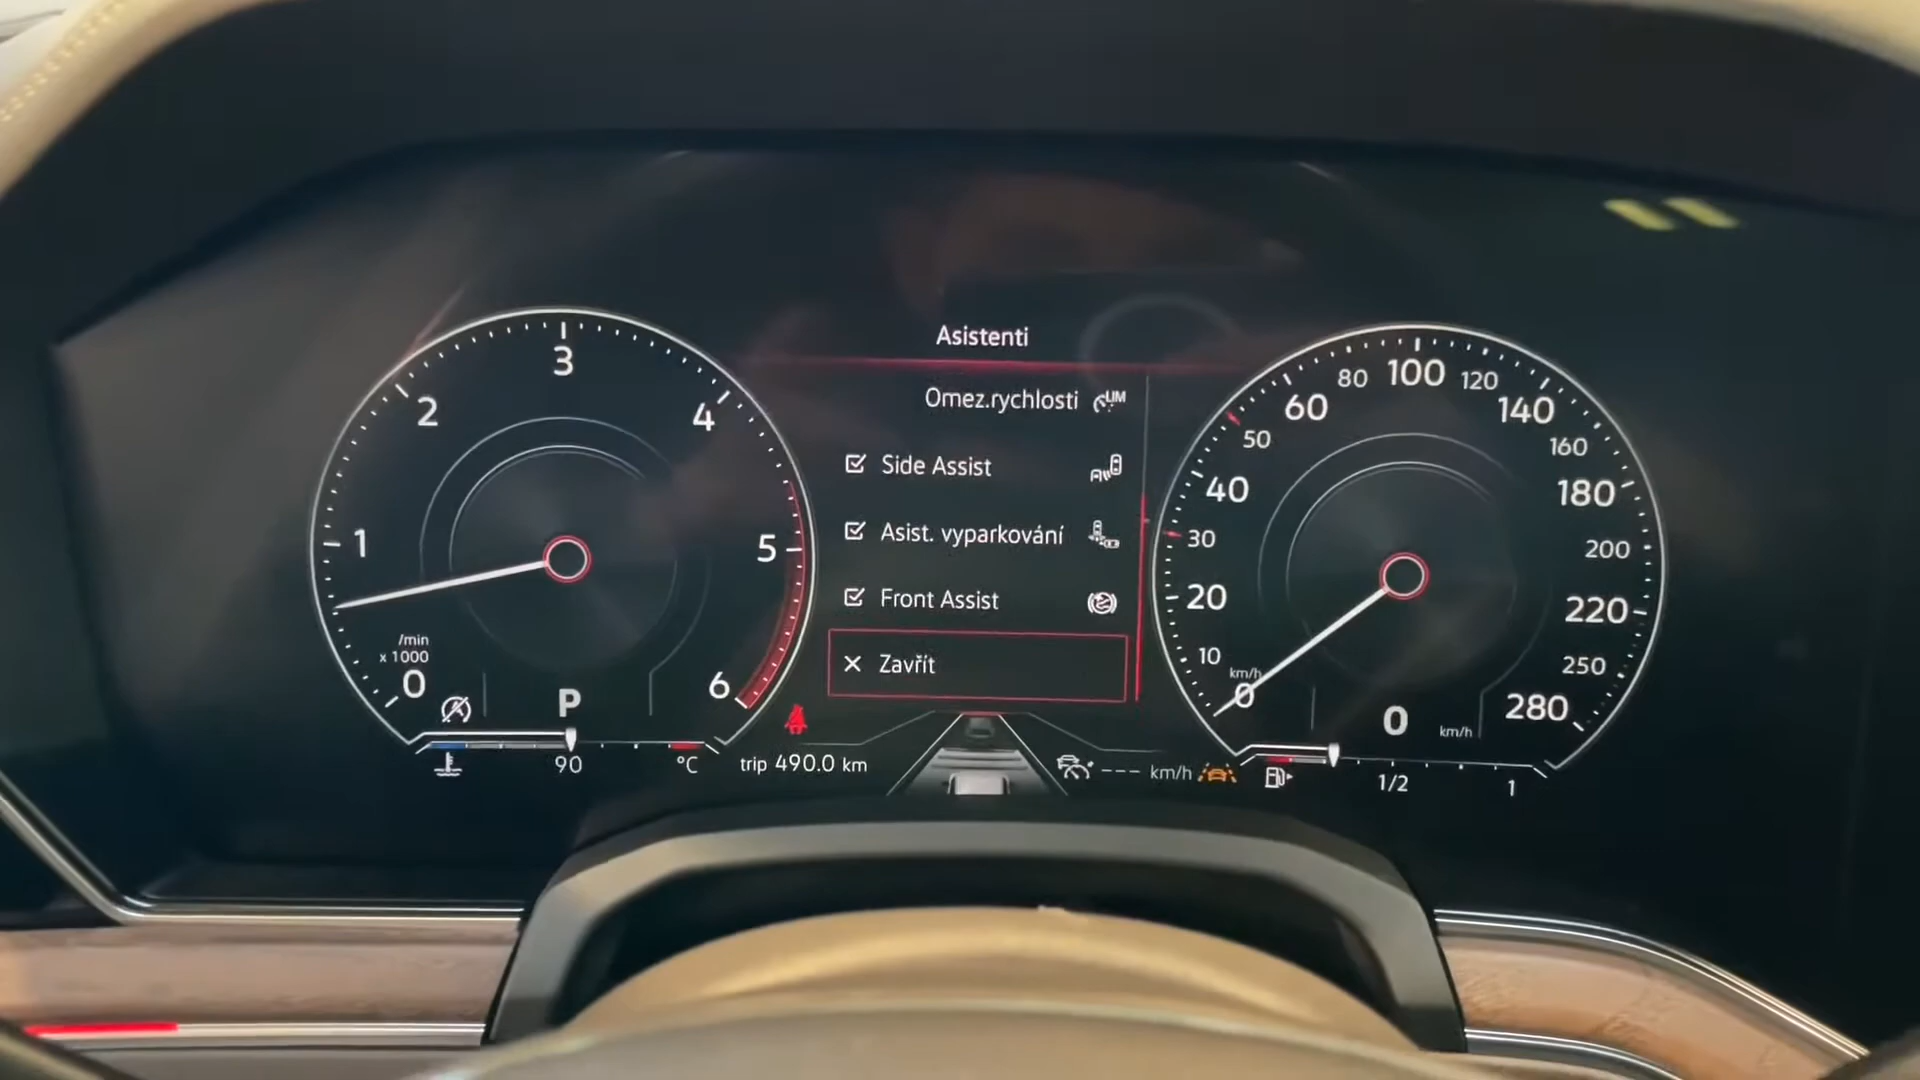 Asistenti
Omez.rychlosti LIM
Side Assist
Asist. vyparkování
Front Assist
Zavřít
0
1
2
3
4
5
6
/min
x 1000
P
90
°C
trip 490.0 km
--- km/h
0
10
20
30
40
50
60
80
100
120
140
160
180
200
220
250
280
km/h
0 km/h
1/2
1